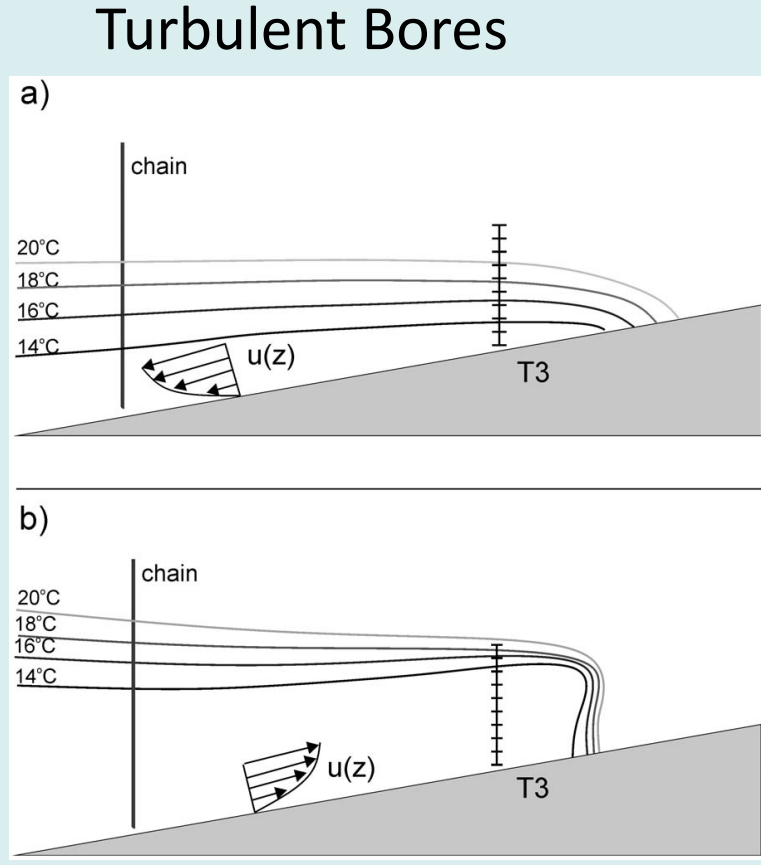 Turbulent Bores
a)
chain
20°C
18°C
16°C
14°C
u(z)
T3
b)
chain
20°C
18°C
16°C
14°C
u(z)
T3